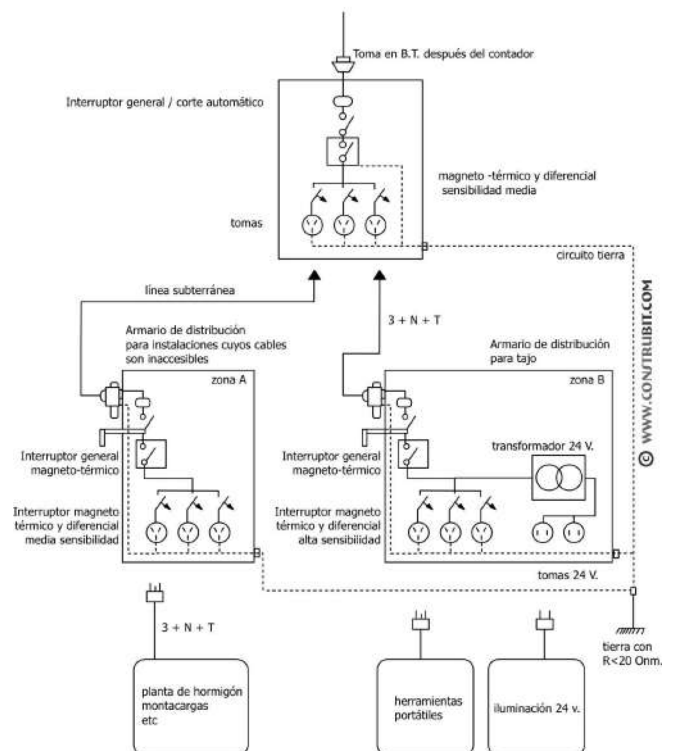 Toma en B.T. después del contador
Interruptor general / corte automático
magneto -térmico y diferencial
sensibilidad media
tomas
circuito tierra
línea subterránea
3 + N + T
Armario de distribución
para instalaciones cuyos cables
son inaccesibles
Armario de distribución
para tajo
zona A
zona B
transformador 24 V.
Interruptor general
magneto-térmico
Interruptor general
magneto-térmico
Interruptor magneto
térmico y diferencial
media sensibilidad
Interruptor magneto
térmico y diferencial
alta sensibilidad
tomas 24 V.
3 + N + T
tierra con
R<20 Onm.
planta de hormigón
montacargas
etc
herramientas
portátiles
iluminación 24 v.
© WWW.CONSTRUBIT.COM